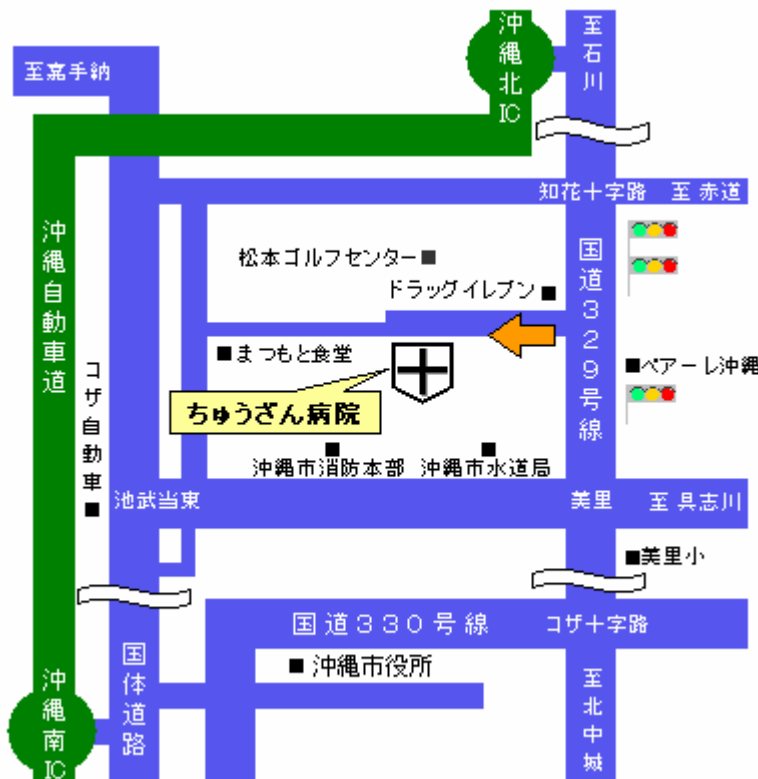 沖縄北IC
至石川
至嘉手納
知花十字路 至 赤道
沖縄自動車道
国道329号線
松本ゴルフセンター■
ドラッグイレブン■
■まつもと食堂
■ペアーレ沖縄
コザ自動車■
ちゅうざん病院
沖縄市消防本部
沖縄市水道局
池武当東
美里
至 具志川
■美里小
国道330号線
コザ十字路
国体道路
■沖縄市役所
至北中城
沖縄南IC